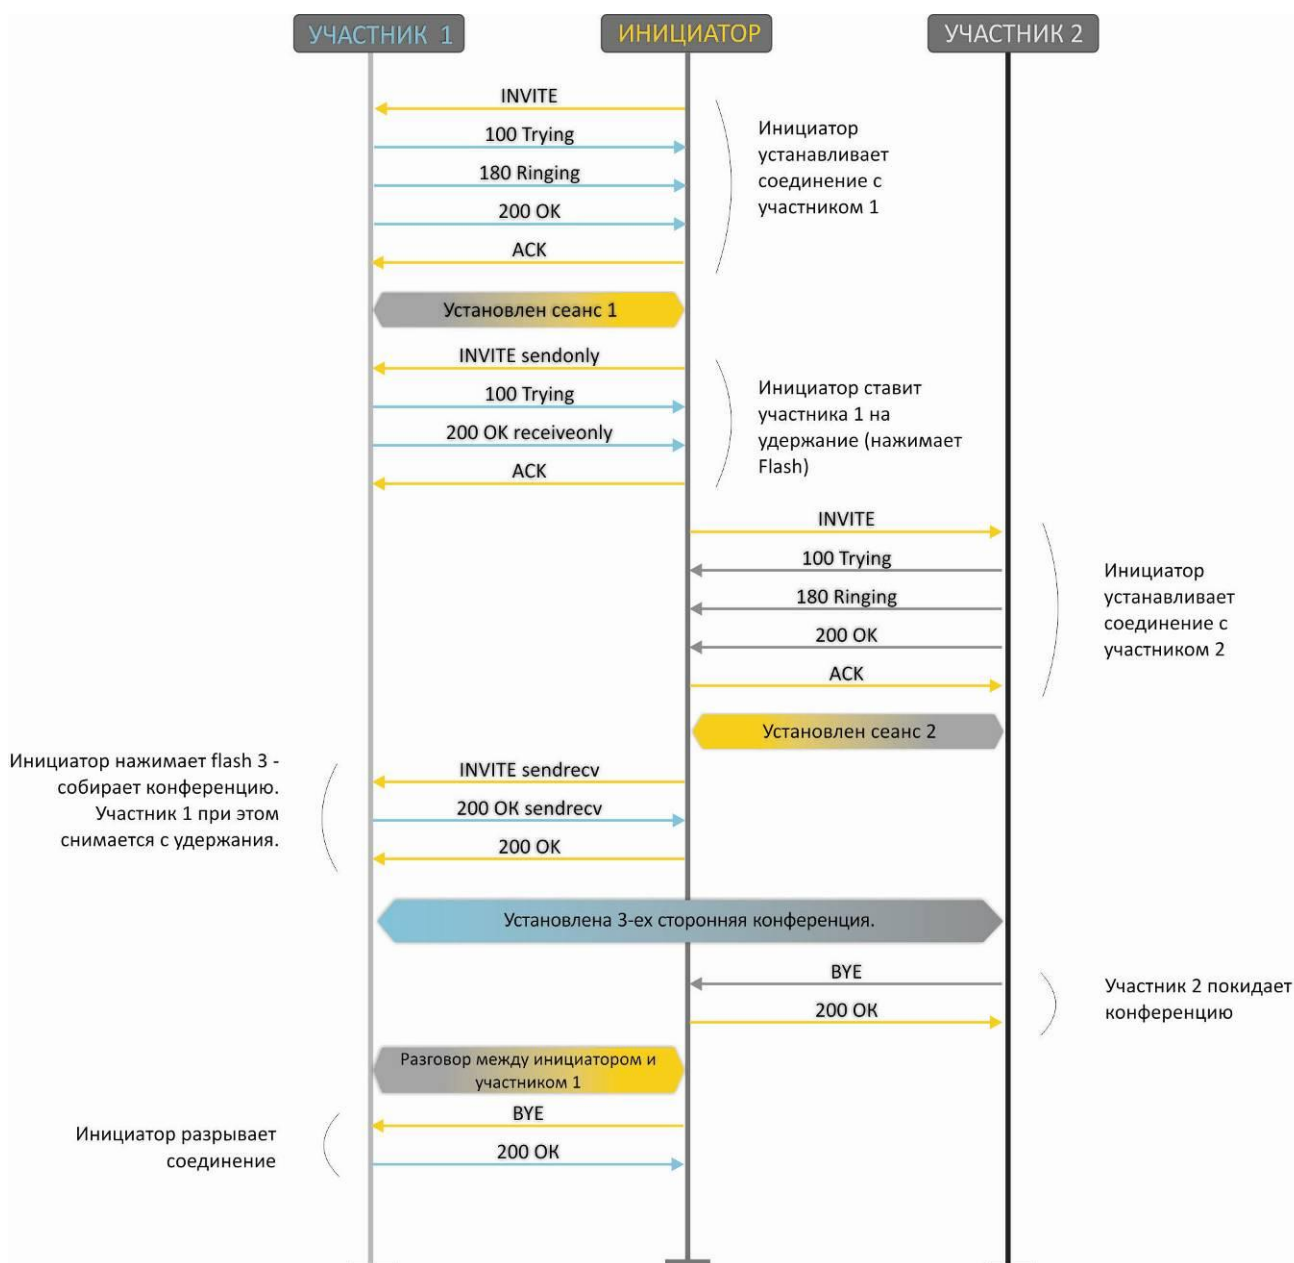 УЧАСТНИК 1
ИНИЦИАТОР
УЧАСТНИК 2
INVITE
100 Trying
180 Ringing
200 OK
ACK
Инициатор
устанавливает
соединение с
участником 1
Установлен сеанс 1
INVITE sendonly
100 Trying
200 OK receiveonly
ACK
Инициатор ставит
участника 1 на
удержание (нажимает
Flash)
INVITE
100 Trying
180 Ringing
200 OK
ACK
Инициатор
устанавливает
соединение с
участником 2
Установлен сеанс 2
Инициатор нажимает flash 3 -
собирает конференцию.
Участник 1 при этом
снимается с удержания.
INVITE sendrecv
200 OK sendrecv
200 OK
Установлена 3-ех сторонняя конференция.
BYE
200 OK
Участник 2 покидает
конференцию
Разговор между инициатором и
участником 1
BYE
200 OK
Инициатор разрывает
соединение